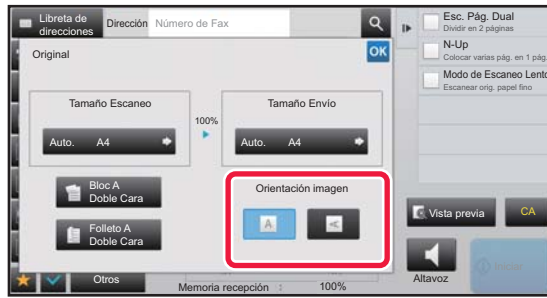 Libreta de
direcciones
Dirección
Número de Fax
Original
OK
Tamaño Escaneo
100%
Tamaño Envío
Auto. A4
Auto. A4
Bloc A
Doble Cara
Folleto A
Doble Cara
Orientación imagen
A
A
Otros
Memoria recepción : 100%
Esc. Pág. Dual
Dividir en 2 páginas
N-Up
Colocar varias pág. en 1 pág.
Modo de Escaneo Lento
Escanear orig. papel fino
Vista previa
CA
Altavoz
Iniciar